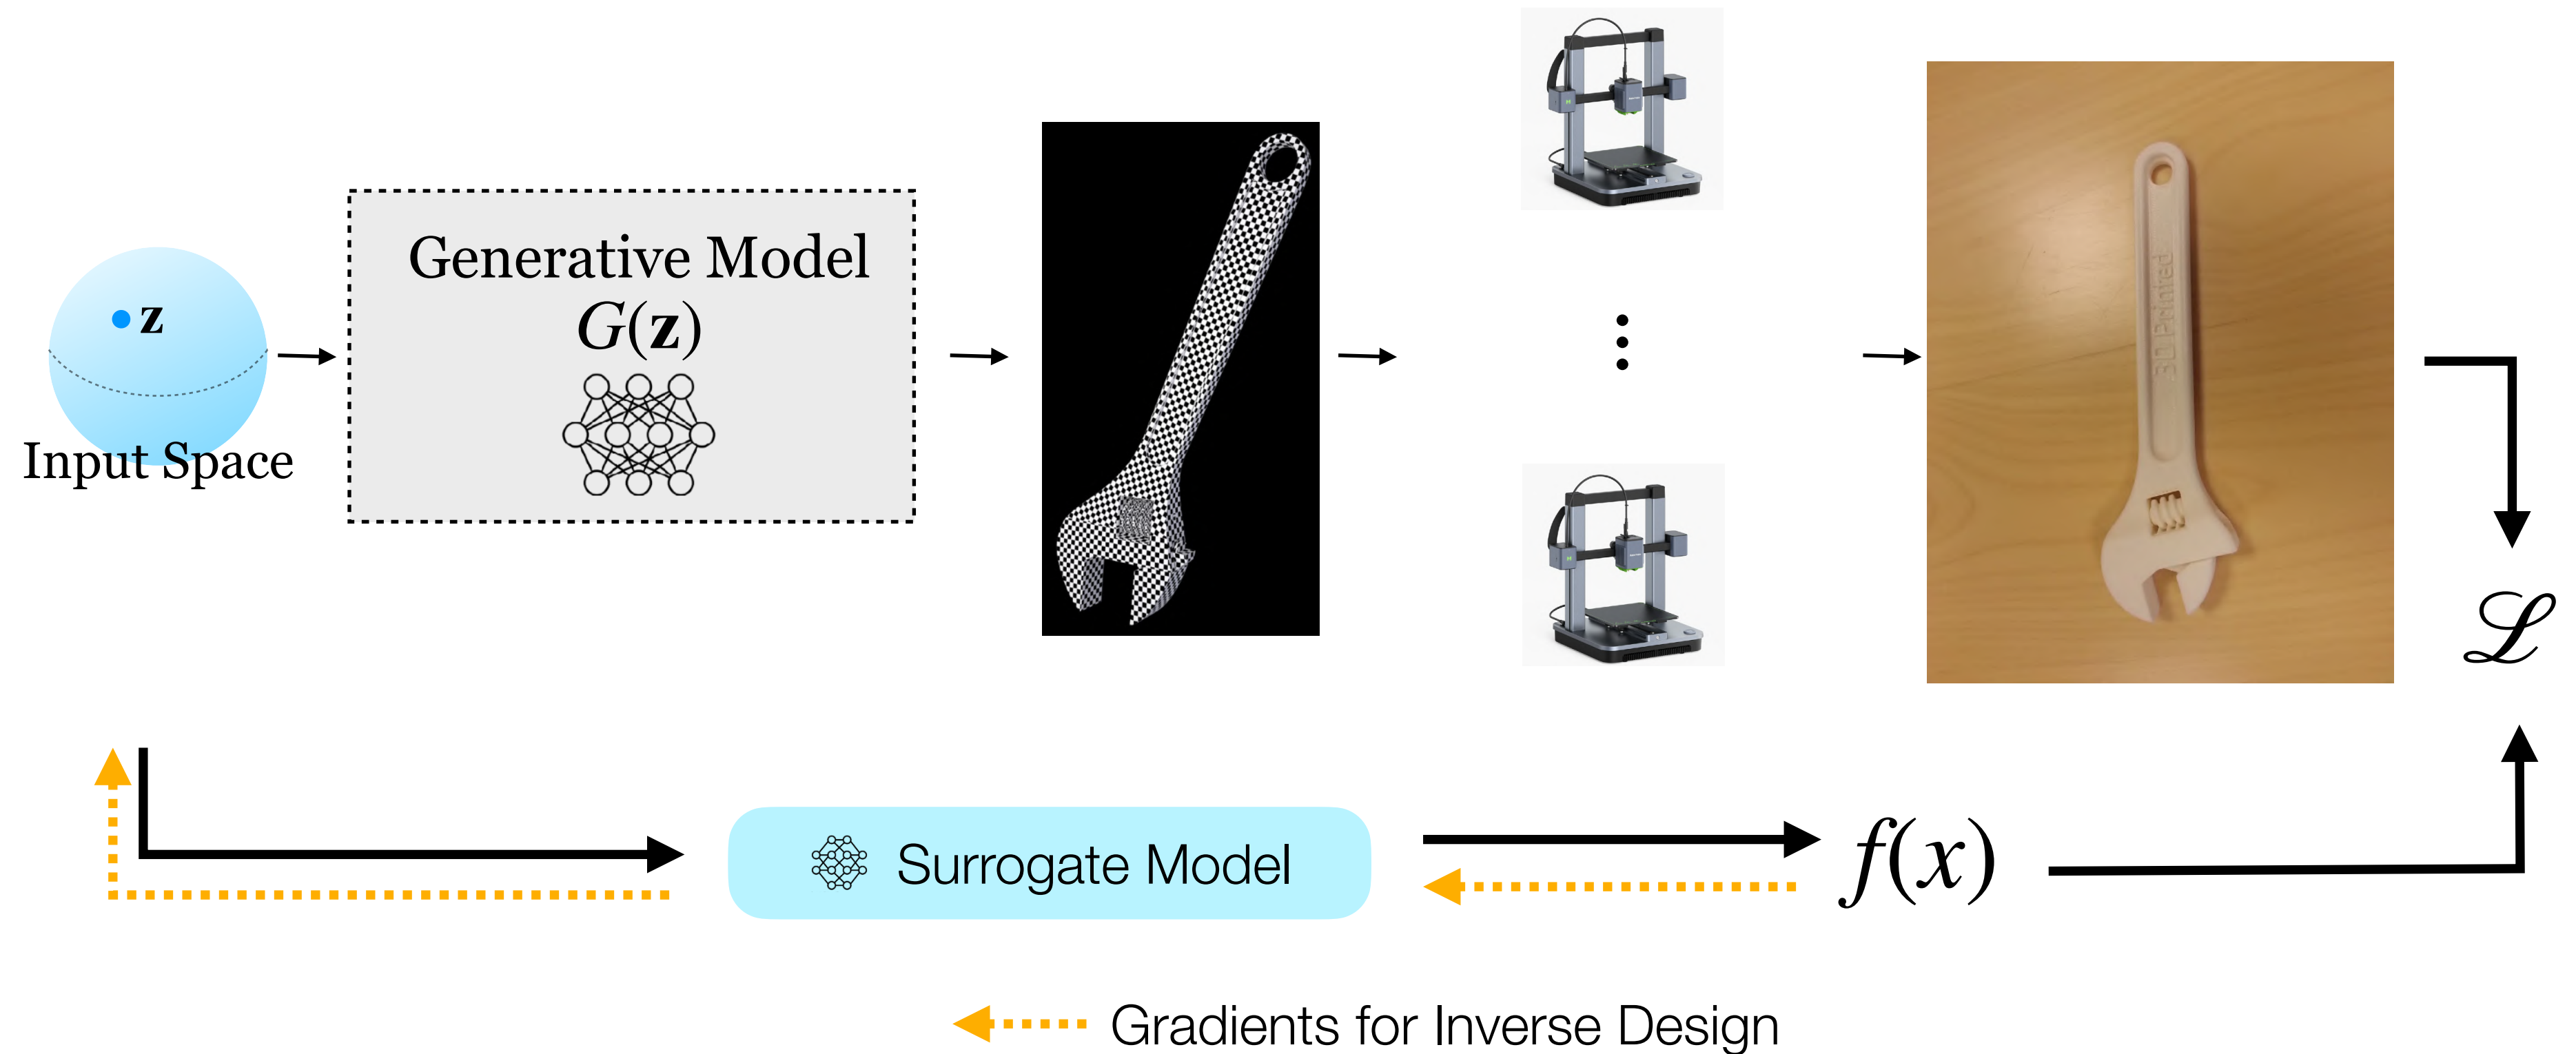 Generative Model
G(z)
z
Input Space
3D Printed
ℒ
Surrogate Model
f(x)
Gradients for Inverse Design